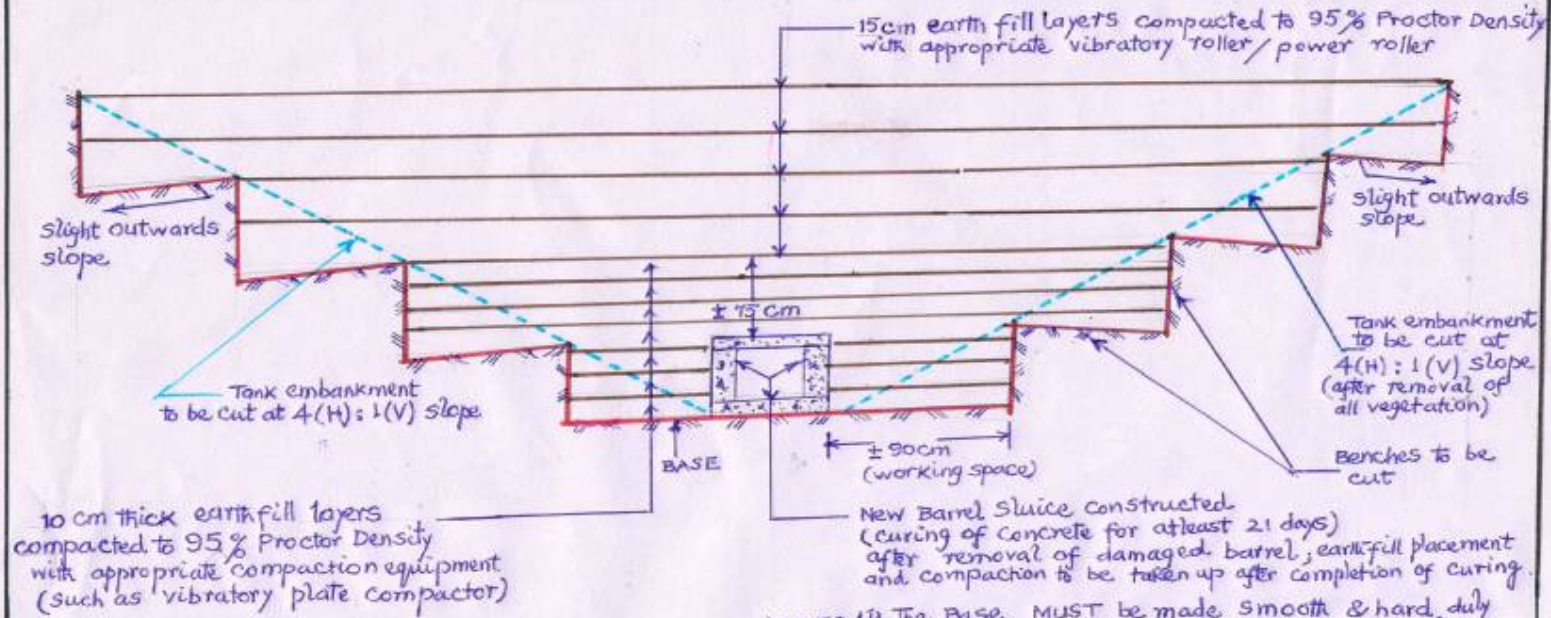 15cm earth fill layers compacted to 95% Proctor Density
with appropriate vibratory roller/power roller
slight outwards
slope
slight outwards
slope
± 75 cm
Tank embankment
to be cut at 4(H):1(V) slope
Tank embankment
to be cut at
4(H):1(V) slope
(after removal of
all vegetation)
BASE
± 90cm
(working space)
Benches to be
cut
10 cm thick earthfill layers
compacted to 95% Proctor Density
with appropriate compaction equipment
(such as vibratory plate compactor)
New Barrel Sluice constructed
(curing of concrete for atleast 21 days)
after removal of damaged barrel, earthfill placement
and compaction to be taken up after completion of curing.
The Base MUST be made smooth & hard, duly